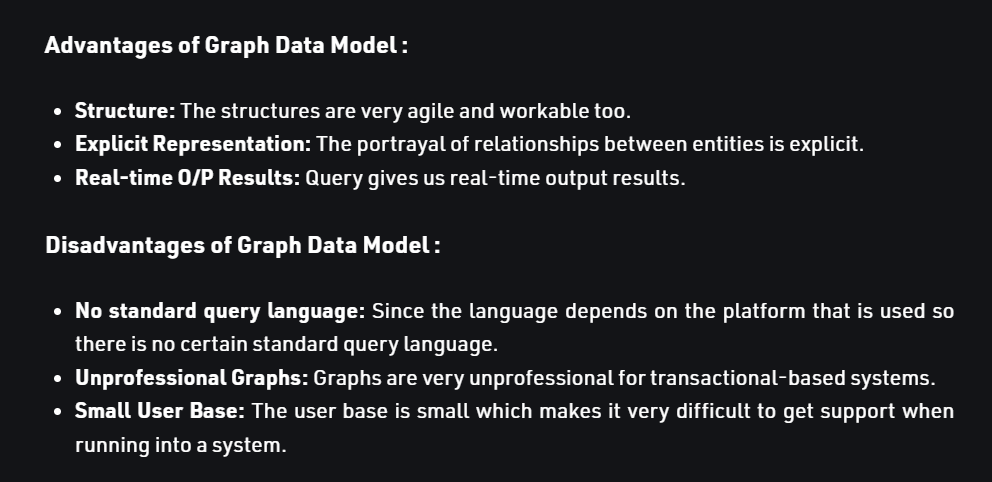 Advantages of Graph Data Model :
• Structure: The structures are very agile and workable too.
• Explicit Representation: The portrayal of relationships between entities is explicit.
• Real-time O/P Results: Query gives us real-time output results.
Disadvantages of Graph Data Model :
• No standard query language: Since the language depends on the platform that is used so
there is no certain standard query language.
• Unprofessional Graphs: Graphs are very unprofessional for transactional-based systems.
• Small User Base: The user base is small which makes it very difficult to get support when
running into a system.